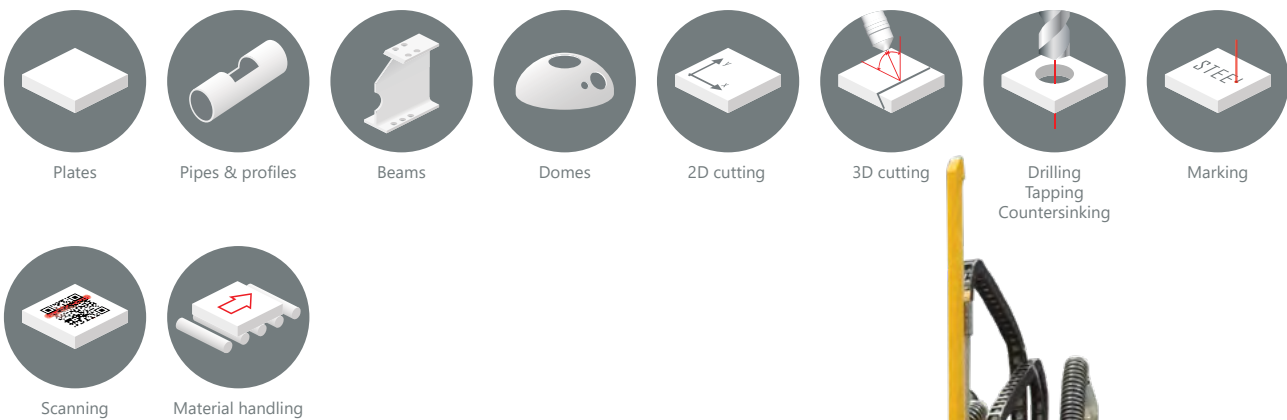 Plates
Pipes & profiles
Beams
Domes
2D cutting
3D cutting
Drilling
Tapping
Countersinking
Marking
y
x
STEEL
Scanning
Material handling